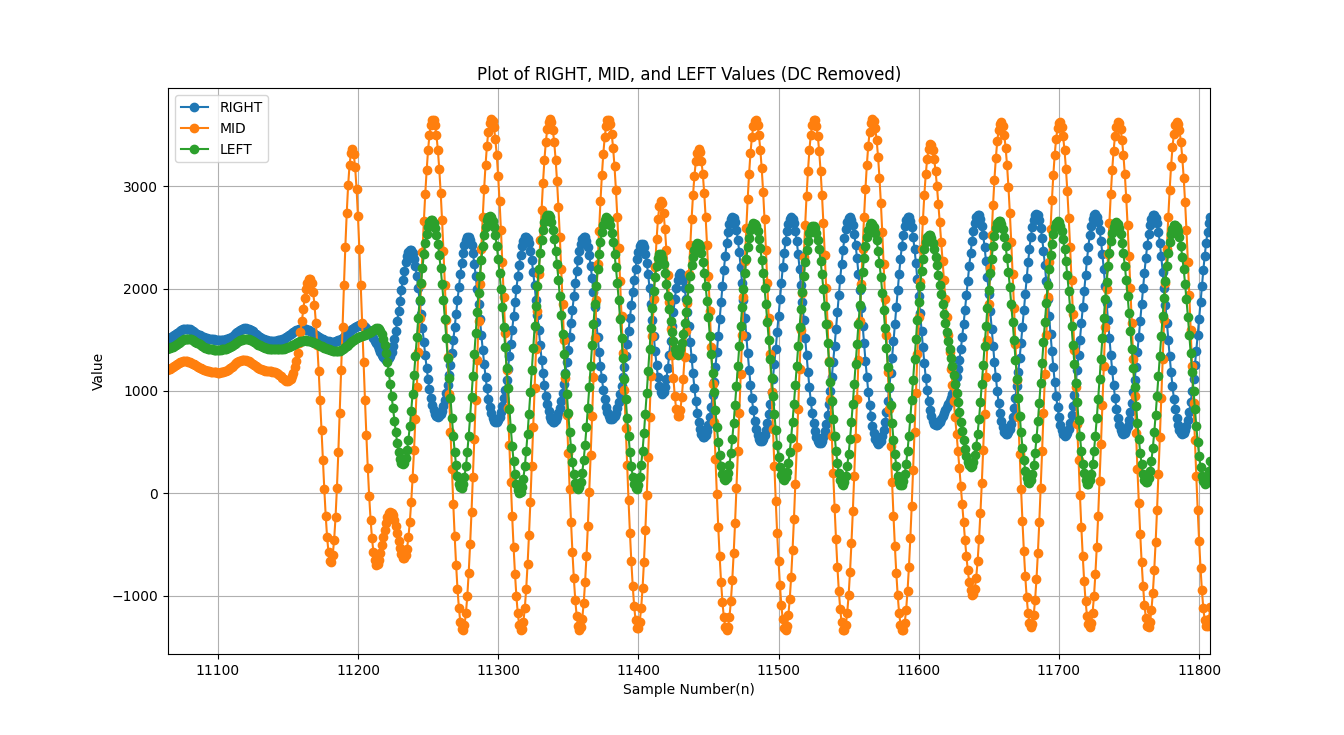 Plot of RIGHT, MID, and LEFT Values (DC Removed)
RIGHT
MID
LEFT
3000
2000
1000
0
−1000
Value
11100 11200 11300 11400 11500 11600 11700 11800
Sample Number(n)